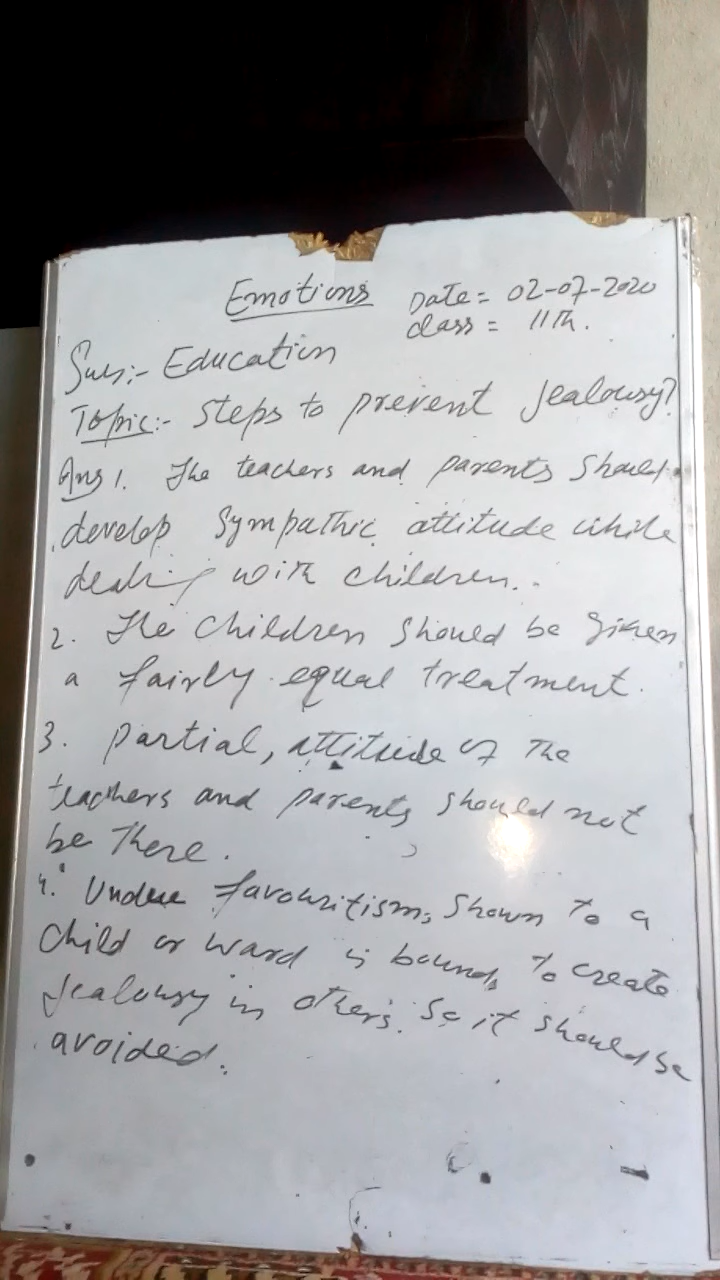 Emotions Date = 02-07-2020
class = 11th.
Sub:- Education
Topic:- Steps to prevent Jealousy?
Ans 1. The teachers and parents should
develop Sympathic attitude while
dealing with children.
2. The children should be given
a fairly equal treatment.
3. Partial, attitude of the
teachers and parents should not
be there.
4. Undue favouritism, shown to a
child or ward is bound, to create
Jealousy in others. So it should be
avoided.